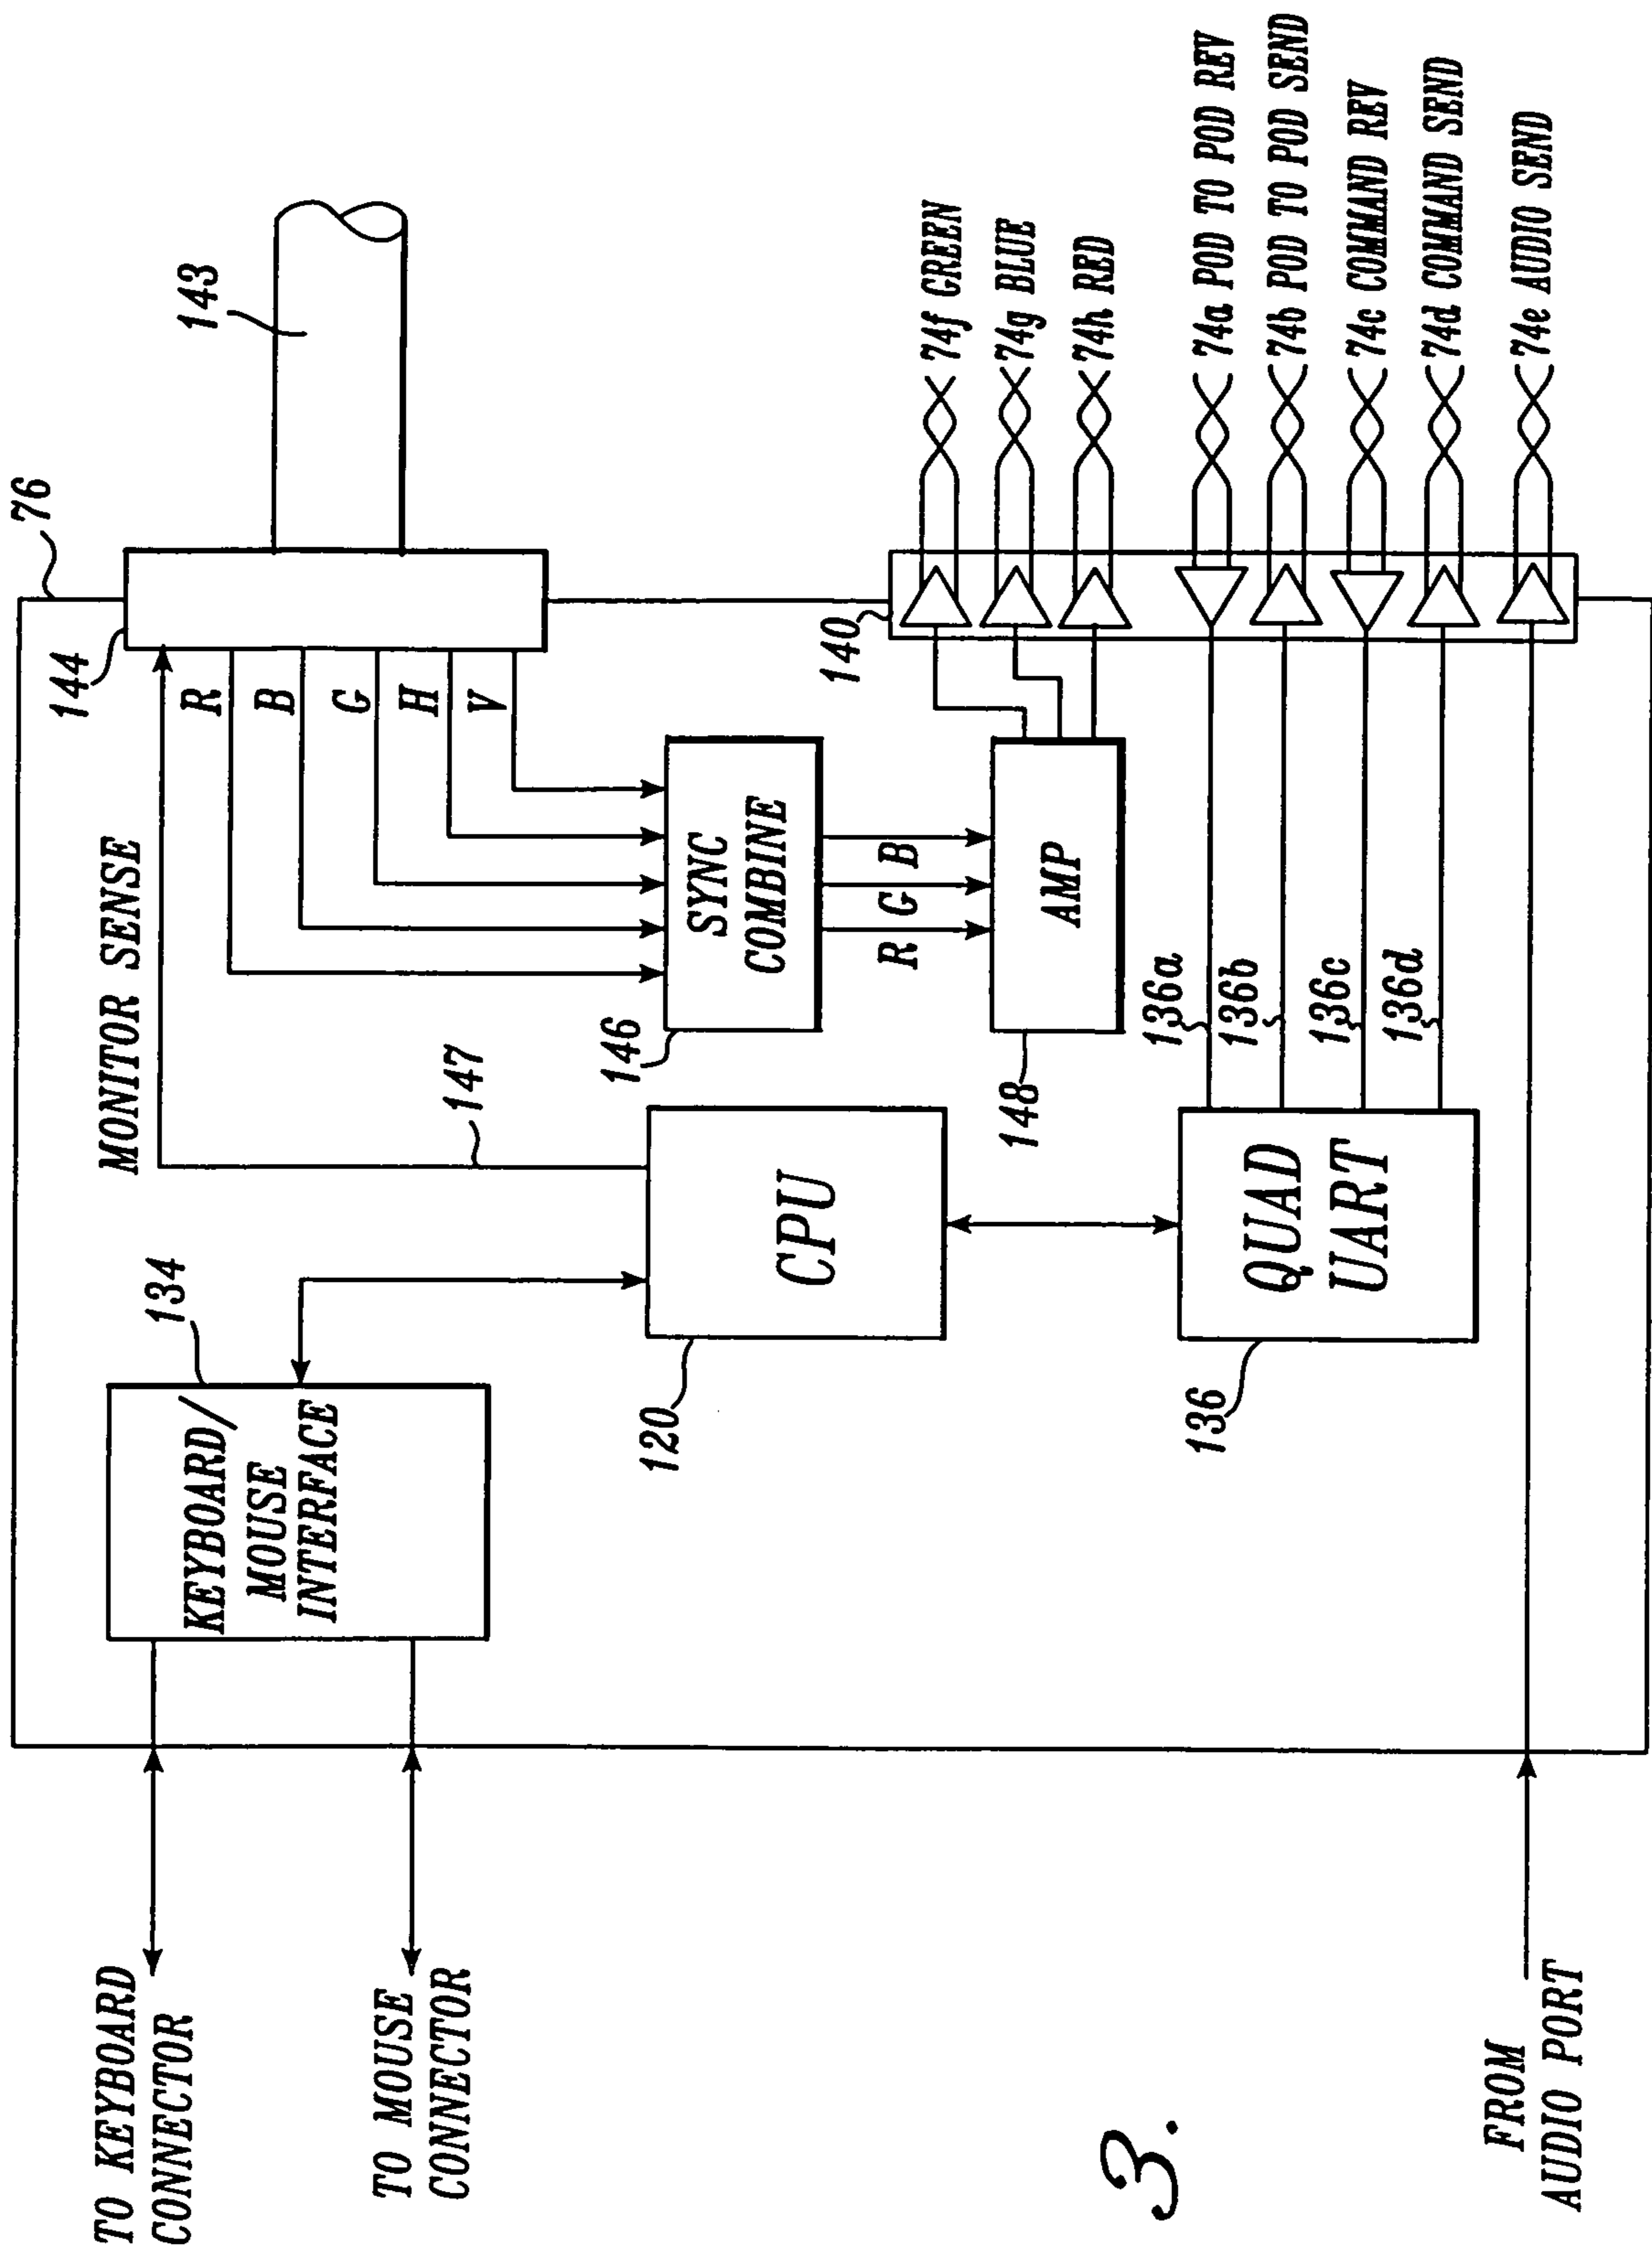 TO KEYBOARD
CONNECTOR
TO MOUSE
CONNECTOR
FROM
AUDIO PORT
KEYBOARD/
MOUSE
INTERFACE
134
MONITOR SENSE
147
CPU
120
QUAD
UART
136
76
144
143
R
B
G
H
V
SYNC
COMBINE
146
R
G
B
AMP
148
140
136a
136b
136c
136d
74f GREEN
74g BLUE
74h RED
74a POD TO POD REV
74b POD TO POD SEND
74c COMMAND REV
74d COMMAND SEND
74e AUDIO SEND
3.